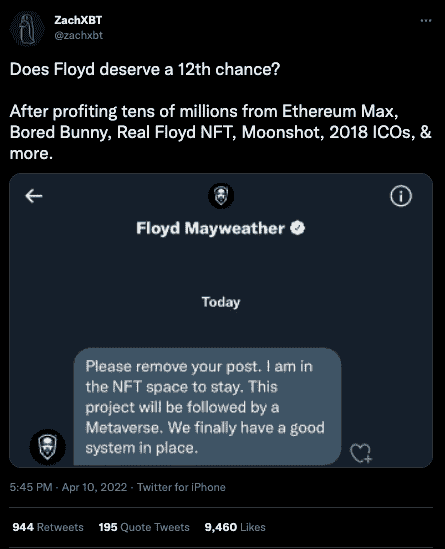 ZachXBT
@zachxbt
Does Floyd deserve a 12th chance?
After profiting tens of millions from Ethereum Max,
Bored Bunny, Real Floyd NFT, Moonshot, 2018 ICOs, &
more.
Floyd Mayweather
Today
Please remove your post. I am in
the NFT space to stay. This
project will be followed by a
Metaverse. We finally have a good
system in place.
5:45 PM · Apr 10, 2022 · Twitter for iPhone
944 Retweets 195 Quote Tweets 9,460 Likes